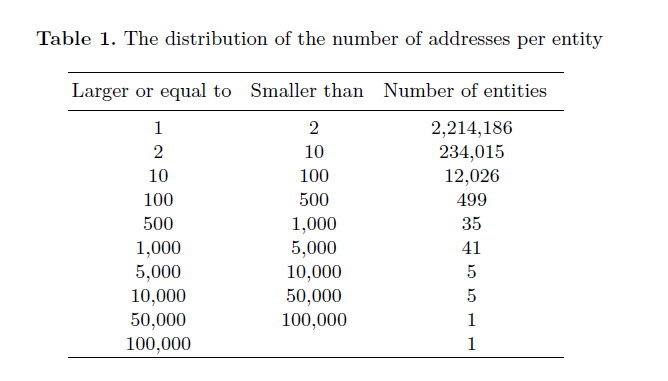 Table 1. The distribution of the number of addresses per entity
Larger or equal to Smaller than Number of entities
1 2 2,214,186
2 10 234,015
10 100 12,026
100 500 499
500 1,000 35
1,000 5,000 41
5,000 10,000 5
10,000 50,000 5
50,000 100,000 1
100,000 1